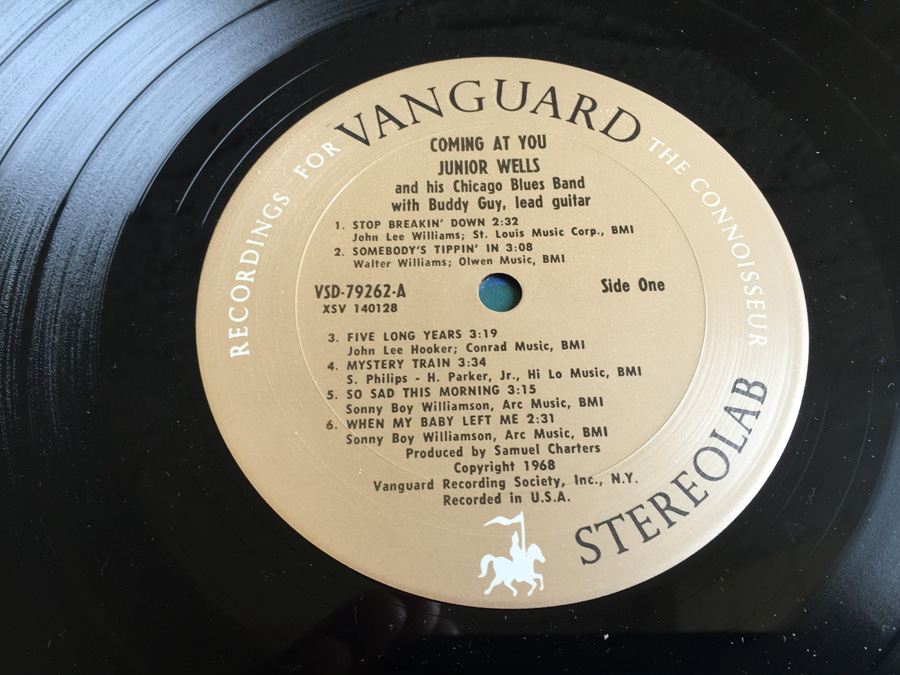 RECORDINGS FOR VANGUARD THE CONNOISSEUR
COMING AT YOU
JUNIOR WELLS
and his Chicago Blues Band
with Buddy Guy, lead guitar
1. STOP BREAKIN' DOWN 2:32
John Lee Williams; St. Louis Music Corp., BMI
2. SOMEBODY'S TIPPIN' IN 3:08
Walter Williams; Olwen Music, BMI
VSD-79262-A Side One
XSV 140128
3. FIVE LONG YEARS 3:19
John Lee Hooker; Conrad Music, BMI
4. MYSTERY TRAIN 3:34
S. Philips - H. Parker, Jr., Hi Lo Music, BMI
5. SO SAD THIS MORNING 3:15
Sonny Boy Williamson, Arc Music, BMI
6. WHEN MY BABY LEFT ME 2:31
Sonny Boy Williamson, Arc Music, BMI
Produced by Samuel Charters
Copyright 1968
Vanguard Recording Society, Inc., N.Y.
Recorded in U.S.A.
STEREOLAB